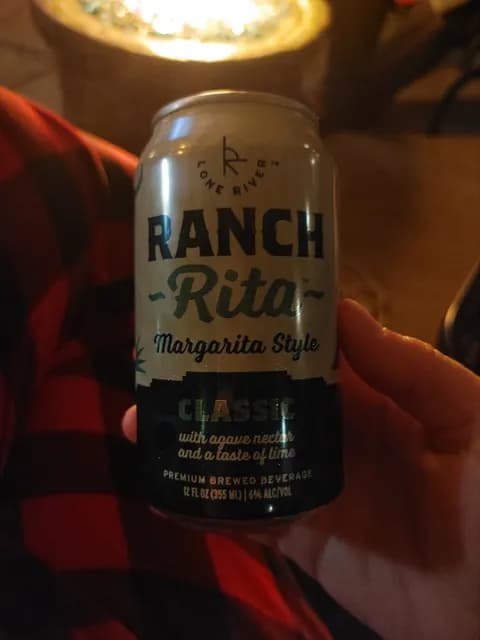 LONE RIVER
RANCH
~Rita~
Margarita Style
CLASSIC
with agave nectar
and a taste of lime
PREMIUM BREWED BEVERAGE
12 FL OZ (355 ML) | 6% ALC/VOL